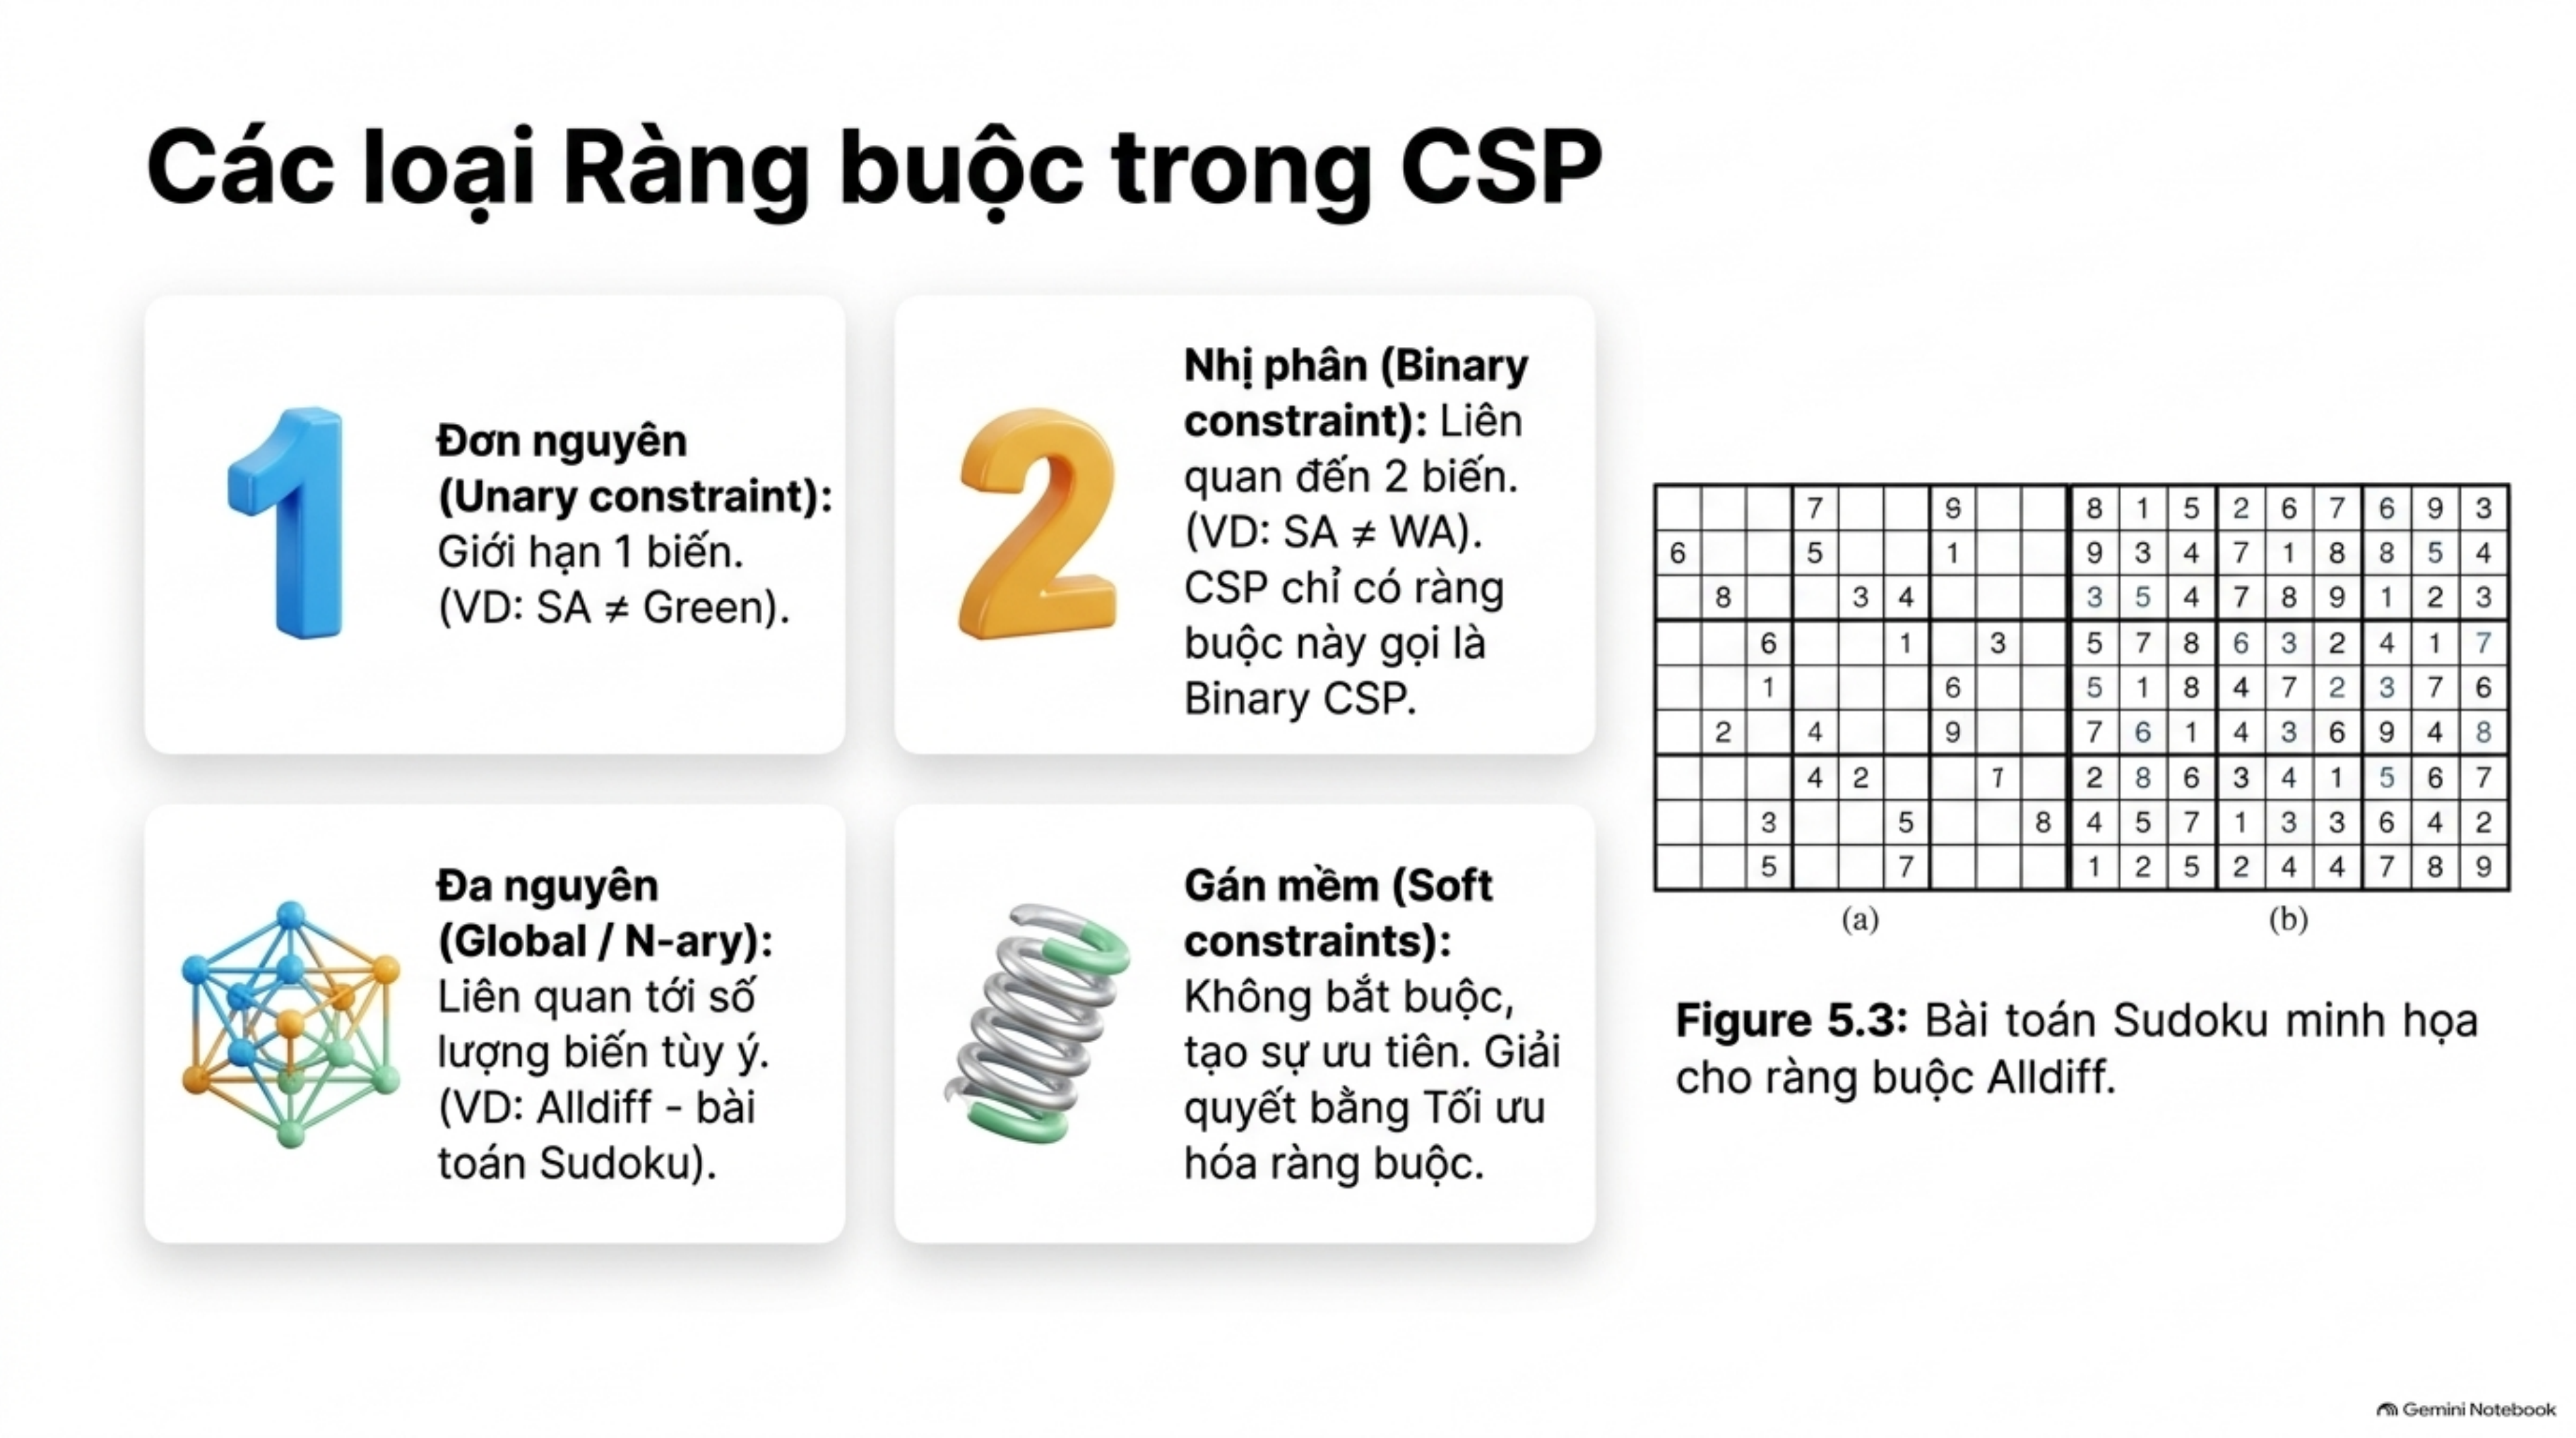 Các loại Ràng buộc trong CSP
Đơn nguyên
(Unary constraint):
Giới hạn 1 biến.
(VD: SA ≠ Green).
Nhị phân (Binary
constraint): Liên
quan đến 2 biến.
(VD: SA ≠ WA).
CSP chỉ có ràng
buộc này gọi là
Binary CSP.
Đa nguyên
(Global / N-ary):
Liên quan tới số
lượng biến tùy ý.
(VD: Alldiff - bài
toán Sudoku).
Gán mềm (Soft
constraints):
Không bắt buộc,
tạo sự ưu tiên. Giải
quyết bằng Tối ưu
hóa ràng buộc.
7 9 8 1 5 2 6 7 6 9 3
6 5 1 9 3 4 7 1 8 8 5 4
8 3 4 3 5 4 7 8 9 1 2 3
6 1 3 5 7 8 6 3 2 4 1 7
1 6 5 1 8 4 7 2 3 7 6
2 4 9 7 6 1 4 3 6 9 4 8
4 2 1 2 8 6 3 4 1 5 6 7
3 5 8 4 5 7 1 3 3 6 4 2
5 7 1 2 5 2 4 4 7 8 9
(a) (b)
Figure 5.3: Bài toán Sudoku minh họa
cho ràng buộc Alldiff.
Gemini Notebook